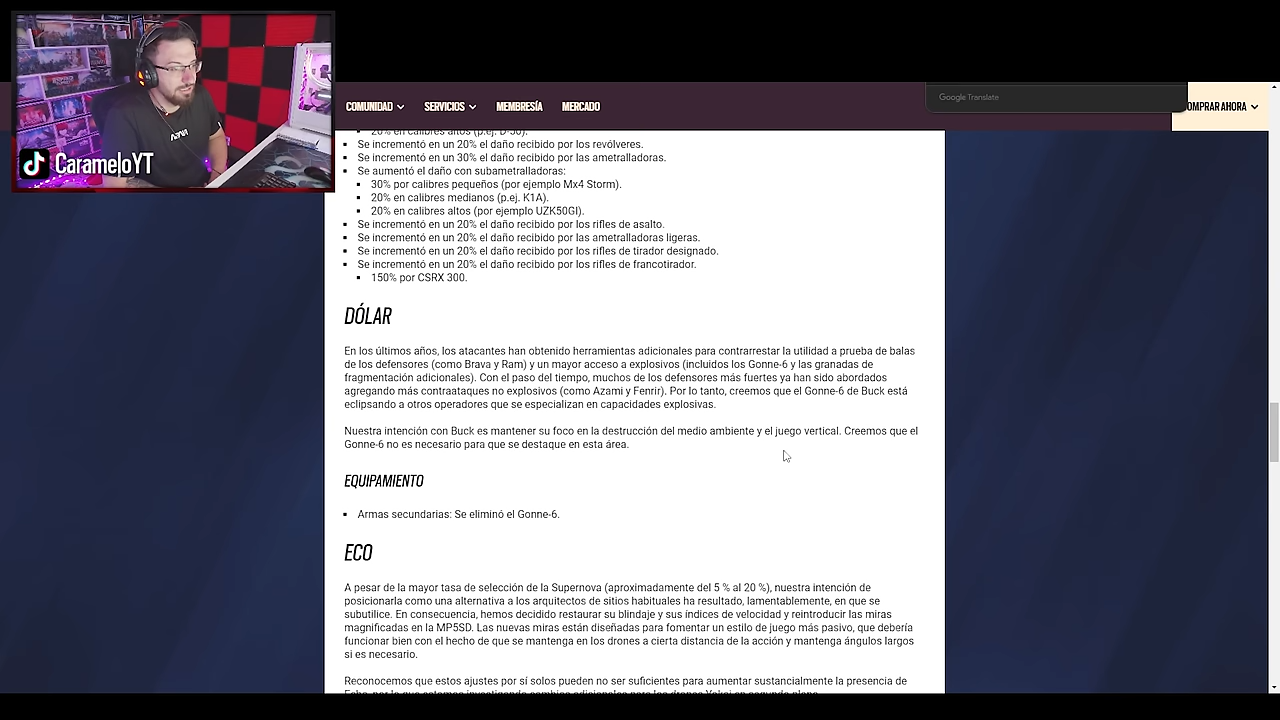 Google Translate
COMUNIDAD
SERVICIOS
MEMBRESÍA
MERCADO
OMPRAR AHORA
CarameloYT
20% en calibres altos (p.ej. D-50).
Se incrementó en un 20% el daño recibido por los revólveres.
Se incrementó en un 30% el daño recibido por las ametralladoras.
Se aumentó el daño con subametralladoras:
30% por calibres pequeños (por ejemplo Mx4 Storm).
20% en calibres medianos (p.ej. K1A).
20% en calibres altos (por ejemplo UZK50GI).
Se incrementó en un 20% el daño recibido por los rifles de asalto.
Se incrementó en un 20% el daño recibido por las ametralladoras ligeras.
Se incrementó en un 20% el daño recibido por los rifles de tirador designado.
Se incrementó en un 20% el daño recibido por los rifles de francotirador.
150% por CSRX 300.
DÓLAR
En los últimos años, los atacantes han obtenido herramientas adicionales para contrarrestar la utilidad a prueba de balas
de los defensores (como Brava y Ram) y un mayor acceso a explosivos (incluidos los Gonne-6 y las granadas de
fragmentación adicionales). Con el paso del tiempo, muchos de los defensores más fuertes ya han sido abordados
agregando más contraataques no explosivos (como Azami y Fenrir). Por lo tanto, creemos que el Gonne-6 de Buck está
eclipsando a otros operadores que se especializan en capacidades explosivas.
Nuestra intención con Buck es mantener su foco en la destrucción del medio ambiente y el juego vertical. Creemos que el
Gonne-6 no es necesario para que se destaque en esta área.
EQUIPAMIENTO
Armas secundarias: Se eliminó el Gonne-6.
ECO
A pesar de la mayor tasa de selección de la Supernova (aproximadamente del 5 % al 20 %), nuestra intención de
posicionarla como una alternativa a los arquitectos de sitios habituales ha resultado, lamentablemente, en que se
subutilice. En consecuencia, hemos decidido restaurar su blindaje y sus índices de velocidad y reintroducir las miras
magnificadas en la MP5SD. Las nuevas miras están diseñadas para fomentar un estilo de juego más pasivo, que debería
funcionar bien con el hecho de que se mantenga en los drones a cierta distancia de la acción y mantenga ángulos largos
si es necesario.
Reconocemos que estos ajustes por sí solos pueden no ser suficientes para aumentar sustancialmente la presencia de